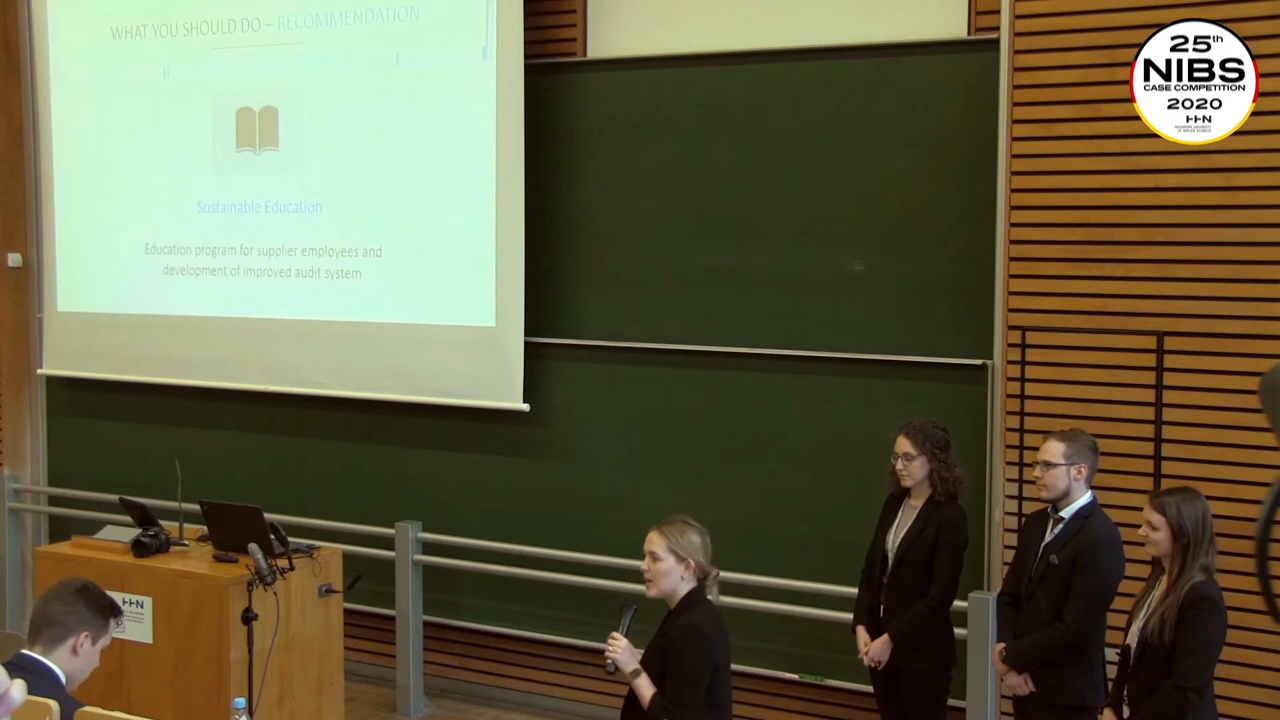 WHAT YOU SHOULD DO – RECOMMENDATION
Sustainable Education
Education program for supplier employees and
development of improved audit system
25th
NIBS
CASE COMPETITION
2020
HHN
HHN